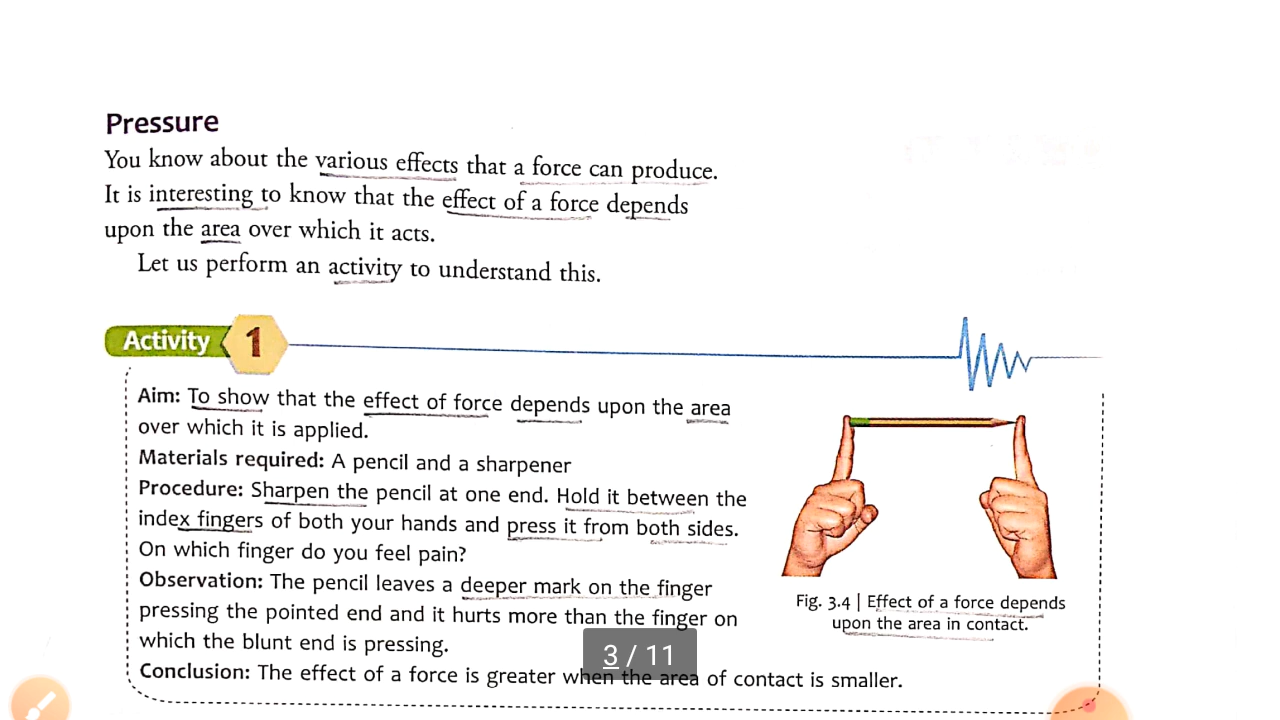 Pressure
You know about the various effects that a force can produce.
It is interesting to know that the effect of a force depends
upon the area over which it acts.
Let us perform an activity to understand this.
Activity 1
Aim: To show that the effect of force depends upon the area
over which it is applied.
Materials required: A pencil and a sharpener
Procedure: Sharpen the pencil at one end. Hold it between the
index fingers of both your hands and press it from both sides.
On which finger do you feel pain?
Observation: The pencil leaves a deeper mark on the finger
pressing the pointed end and it hurts more than the finger on
which the blunt end is pressing.
Conclusion: The effect of a force is greater when the area of contact is smaller.
Fig. 3.4 | Effect of a force depends
upon the area in contact.
3 / 11